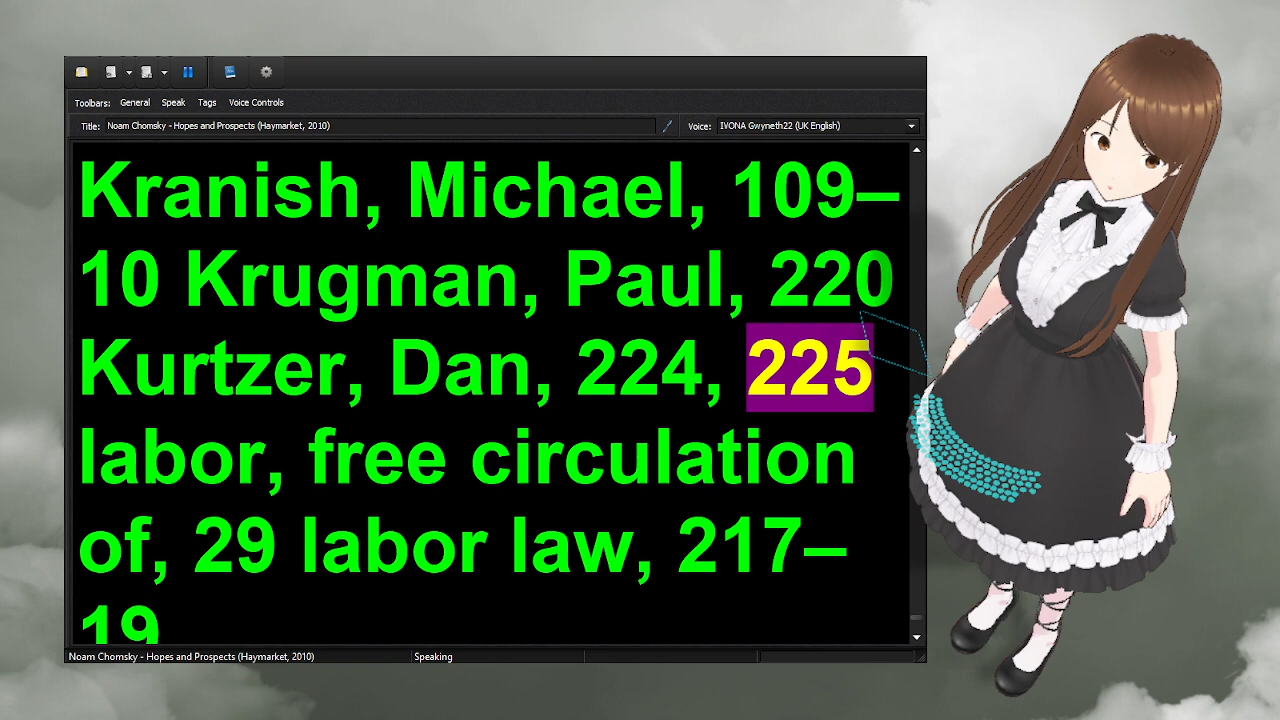 Toolbars: General Speak Tags Voice Controls
Title: Noam Chomsky - Hopes and Prospects (Haymarket, 2010) Voice: IVONA Gwyneth22 (UK English)
Kranish, Michael, 109–
10 Krugman, Paul, 220
Kurtzer, Dan, 224, 225
labor, free circulation
of, 29 labor law, 217–
19
Noam Chomsky - Hopes and Prospects (Haymarket, 2010) Speaking